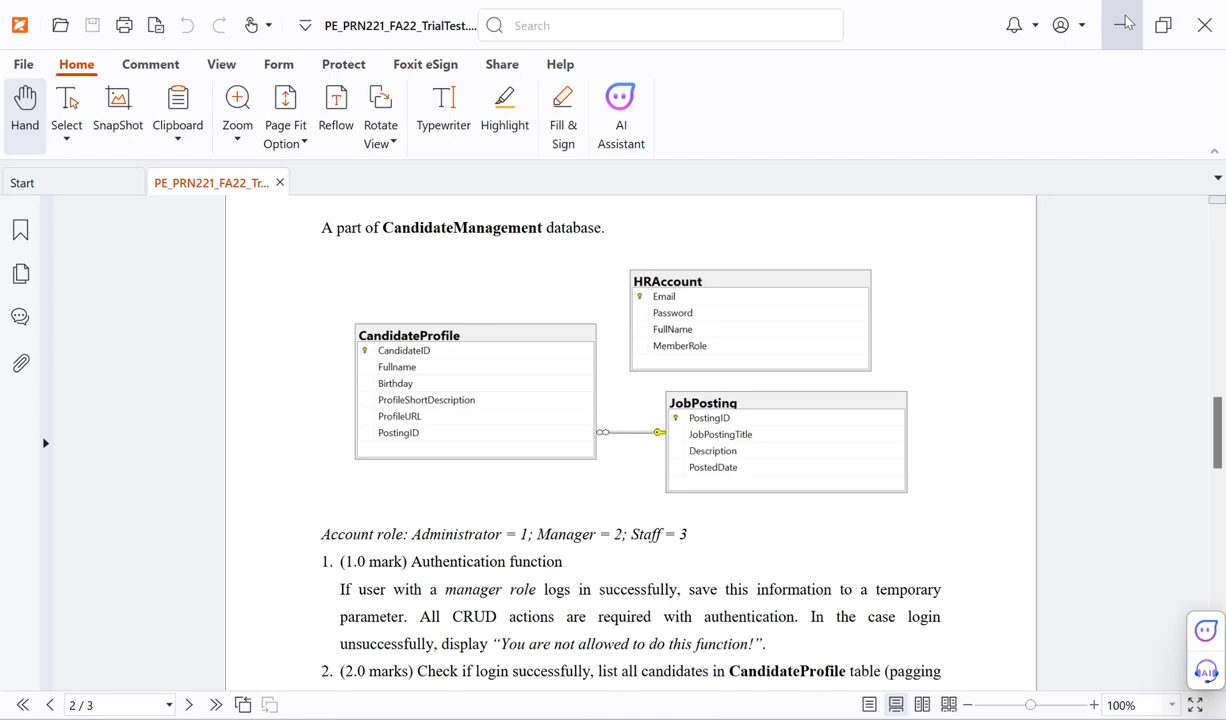 PE_PRN221_FA22_TrialTest....
Search
File Home Comment View Form Protect Foxit eSign Share Help
Hand
Select
SnapShot
Clipboard
Zoom
Page Fit
Option
Reflow
Rotate
View
Typewriter
Highlight
Fill &
Sign
AI
Assistant
Start
PE_PRN221_FA22_Tr...
A part of CandidateManagement database.
HRAccount
Email
Password
FullName
MemberRole
CandidateProfile
CandidateID
Fullname
Birthday
ProfileShortDescription
ProfileURL
PostingID
JobPosting
PostingID
JobPostingTitle
Description
PostedDate
Account role: Administrator = 1; Manager = 2; Staff = 3
1. (1.0 mark) Authentication function
If user with a manager role logs in successfully, save this information to a temporary
parameter. All CRUD actions are required with authentication. In the case login
unsuccessfully, display “You are not allowed to do this function!”.
2. (2.0 marks) Check if login successfully, list all candidates in CandidateProfile table (pagging
AID
2 / 3
100%